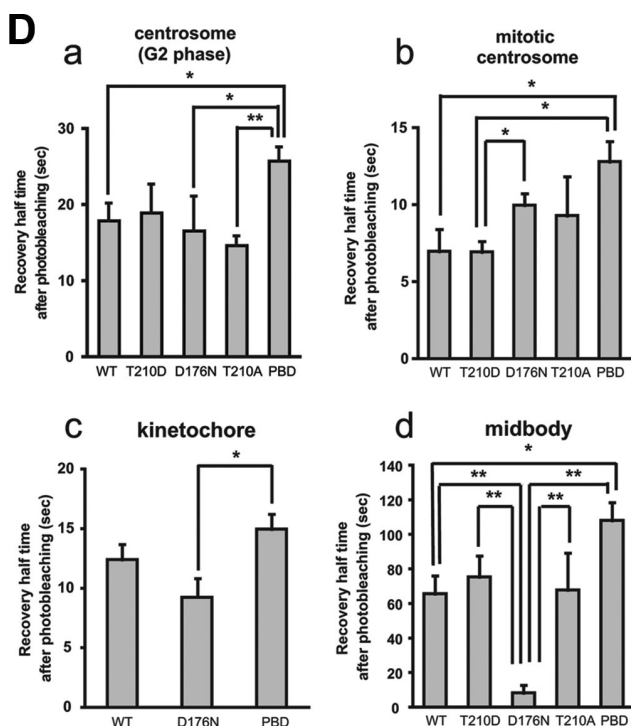 D
a
centrosome
(G2 phase)
*
*
**
30
20
10
0
Recovery half time
after photobleaching (sec)
WT T210D D176N T210A PBD
b
mitotic
centrosome
*
*
*
15
10
5
0
Recovery half time
after photobleaching (sec)
WT T210D D176N T210A PBD
c
kinetochore
*
20
15
10
5
0
Recovery half time
after photobleaching (sec)
WT D176N PBD
d
midbody
*
** **
** **
140
120
100
80
60
40
20
0
Recovery half time
after photobleaching (sec)
WT T210D D176N T210A PBD